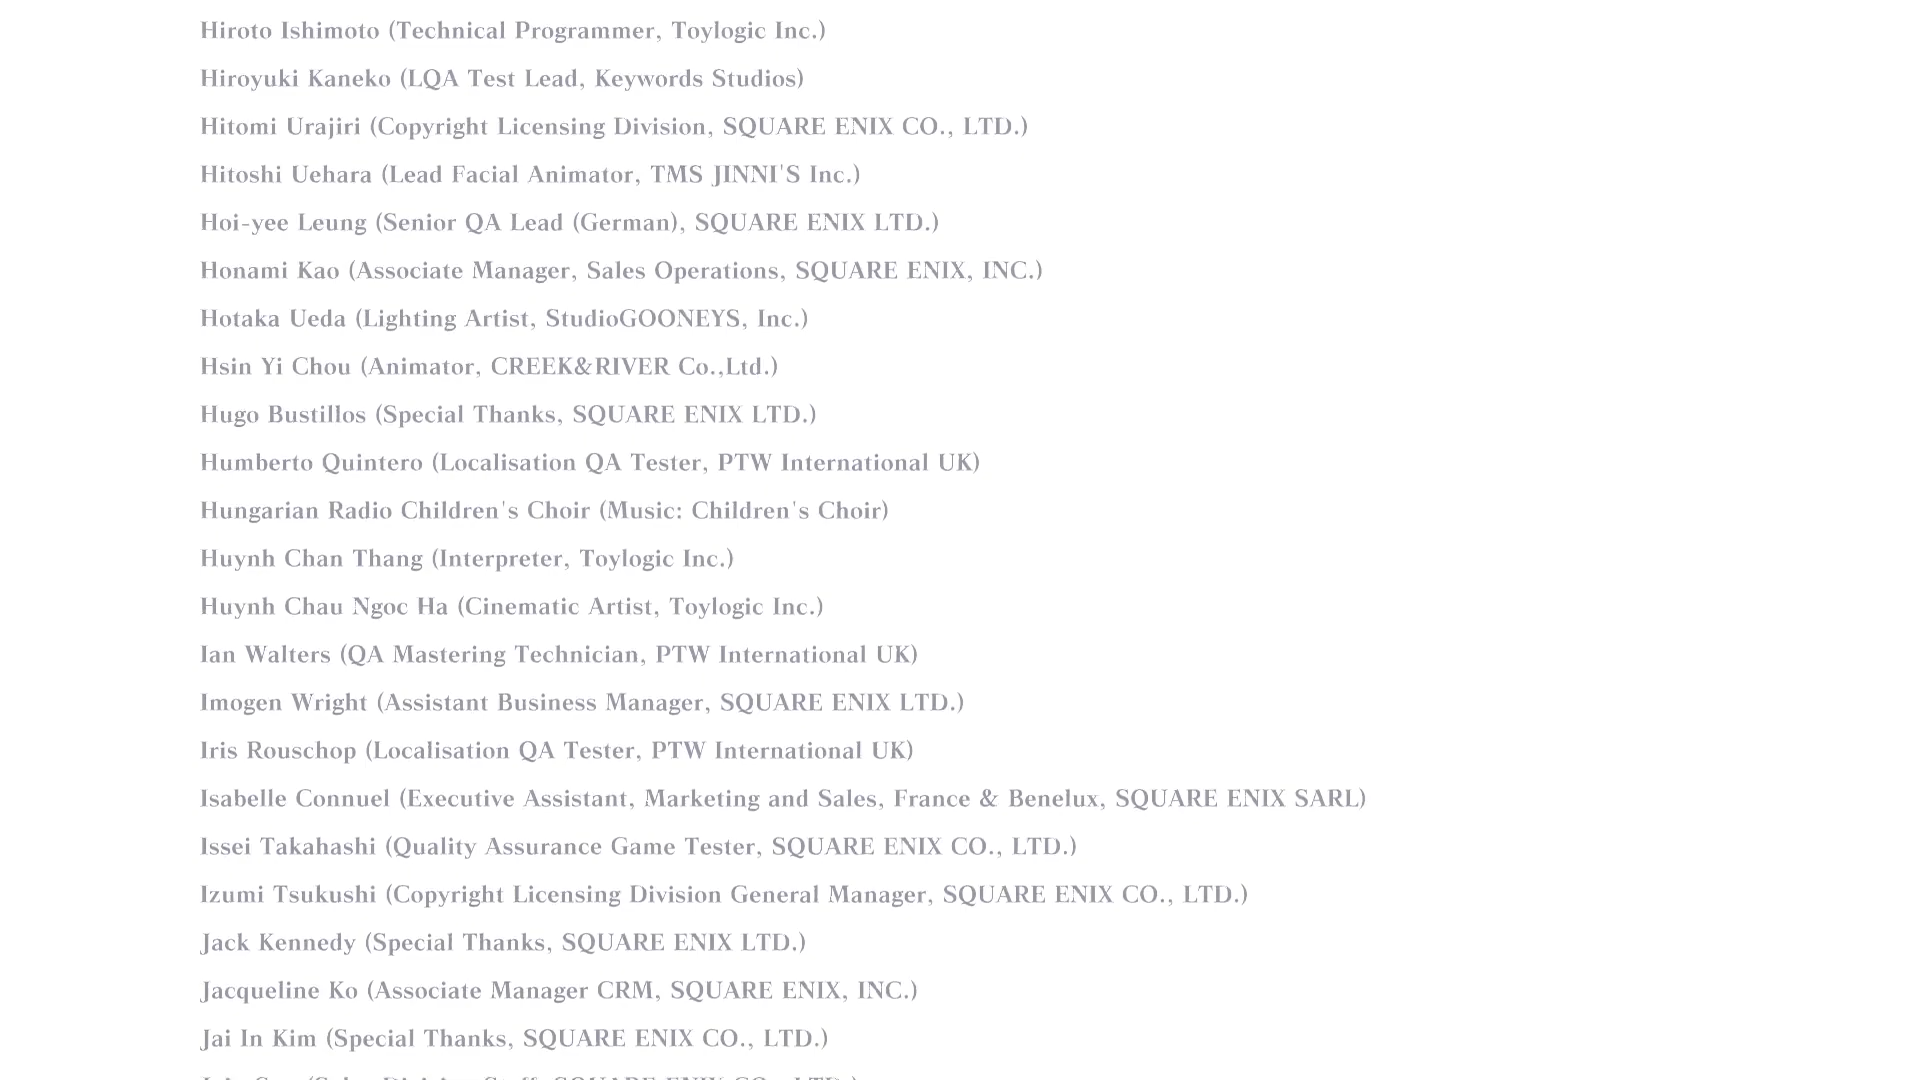 Hiroto Ishimoto (Technical Programmer, Toylogic Inc.)
Hiroyuki Kaneko (LQA Test Lead, Keywords Studios)
Hitomi Urajiri (Copyright Licensing Division, SQUARE ENIX CO., LTD.)
Hitoshi Uehara (Lead Facial Animator, TMS JINNI'S Inc.)
Hoi-yee Leung (Senior QA Lead (German), SQUARE ENIX LTD.)
Honami Kao (Associate Manager, Sales Operations, SQUARE ENIX, INC.)
Hotaka Ueda (Lighting Artist, StudioGOONEYS, Inc.)
Hsin Yi Chou (Animator, CREEK&RIVER Co.,Ltd.)
Hugo Bustillos (Special Thanks, SQUARE ENIX LTD.)
Humberto Quintero (Localisation QA Tester, PTW International UK)
Hungarian Radio Children's Choir (Music: Children's Choir)
Huynh Chan Thang (Interpreter, Toylogic Inc.)
Huynh Chau Ngoc Ha (Cinematic Artist, Toylogic Inc.)
Ian Walters (QA Mastering Technician, PTW International UK)
Imogen Wright (Assistant Business Manager, SQUARE ENIX LTD.)
Iris Rouschop (Localisation QA Tester, PTW International UK)
Isabelle Connuel (Executive Assistant, Marketing and Sales, France & Benelux, SQUARE ENIX SARL)
Issei Takahashi (Quality Assurance Game Tester, SQUARE ENIX CO., LTD.)
Izumi Tsukushi (Copyright Licensing Division General Manager, SQUARE ENIX CO., LTD.)
Jack Kennedy (Special Thanks, SQUARE ENIX LTD.)
Jacqueline Ko (Associate Manager CRM, SQUARE ENIX, INC.)
Jai In Kim (Special Thanks, SQUARE ENIX CO., LTD.)